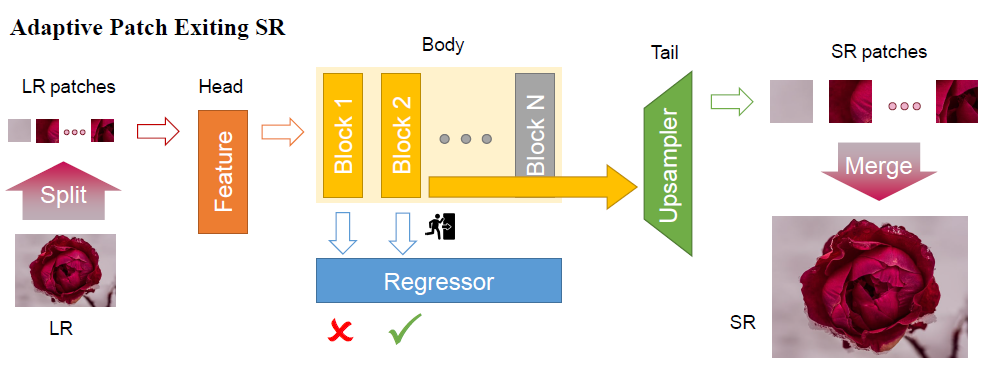 Adaptive Patch Exiting SR
LR patches
Split
LR
Head
Feature
Body
Block 1
Block 2
Block N
Regressor
Tail
Upsampler
SR patches
Merge
SR